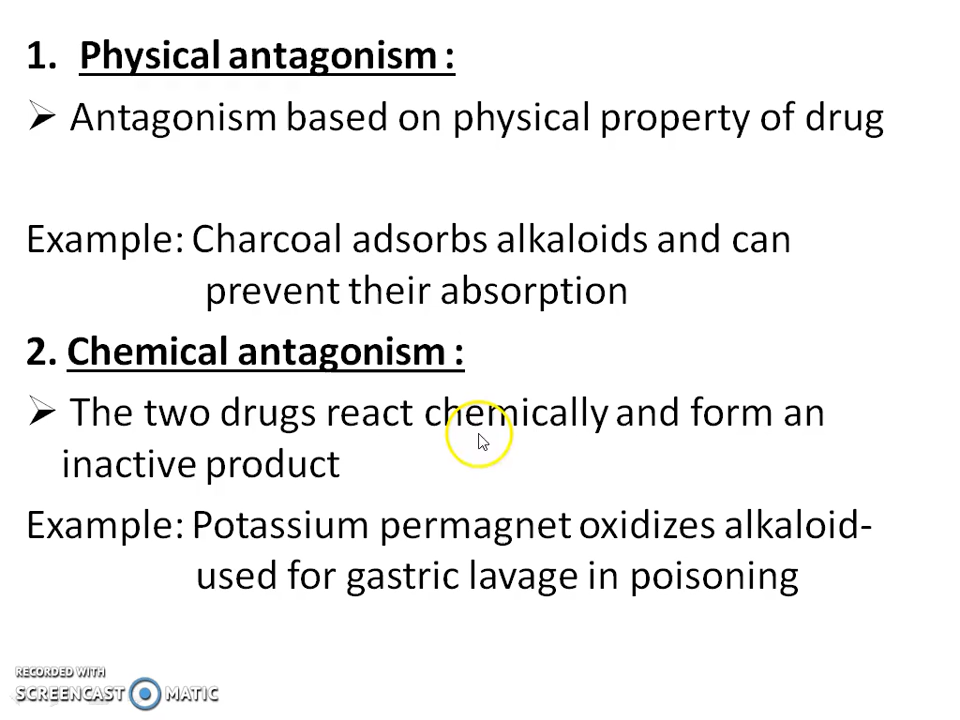 1. Physical antagonism :
➢ Antagonism based on physical property of drug
Example: Charcoal adsorbs alkaloids and can
prevent their absorption
2. Chemical antagonism :
➢ The two drugs react chemically and form an
inactive product
Example: Potassium permagnet oxidizes alkaloid-
used for gastric lavage in poisoning
RECORDED WITH
SCREENCAST MATIC